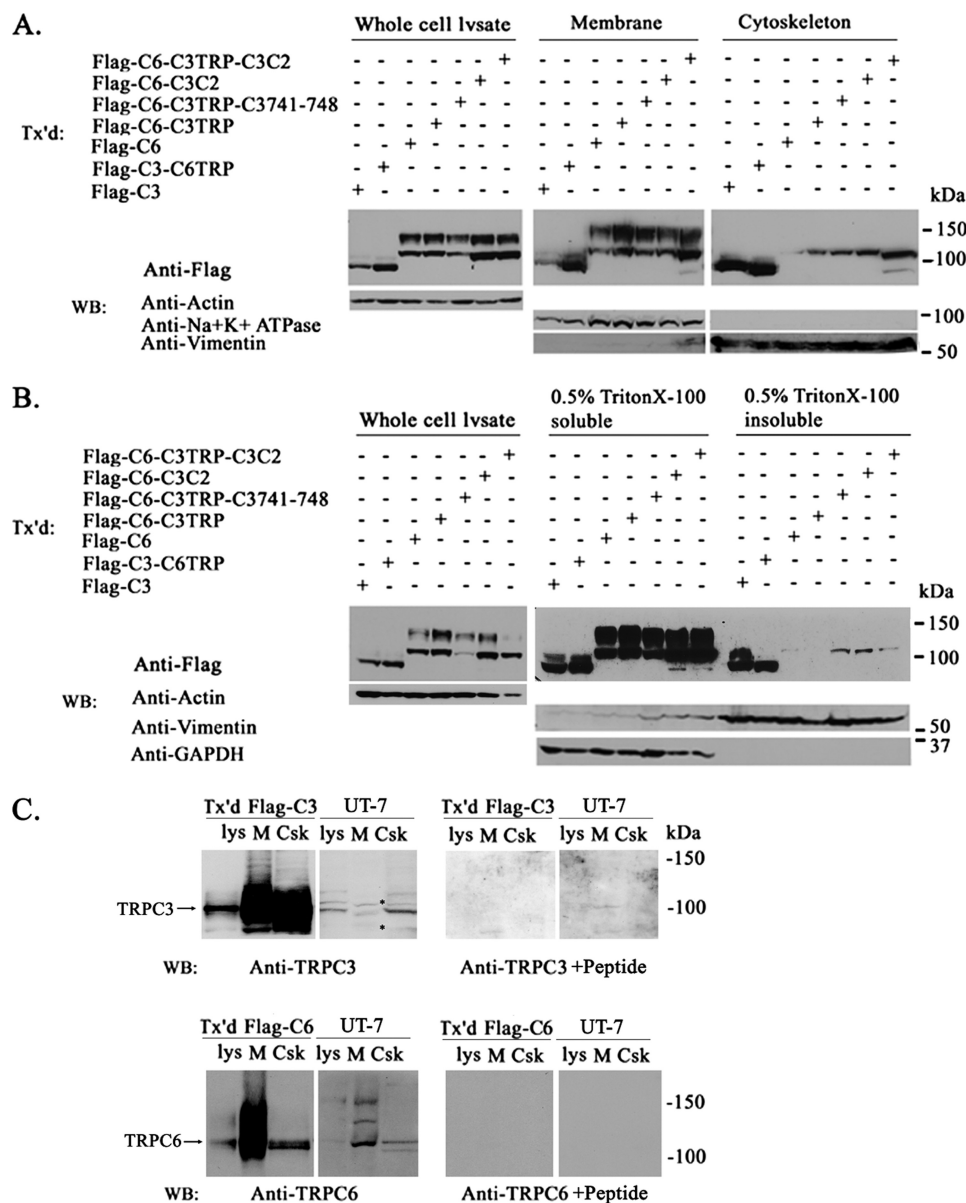 A.
Whole cell lvsate Membrane Cytoskeleton
Flag-C6-C3TRP-C3C2 - - - - - - + - - - - - - + - - - - - - +
Flag-C6-C3C2 - - - - - + - - - - - - + - - - - - - + -
Flag-C6-C3TRP-C3741-748 - - - - + - - - - - - + - - - - - - + - -
Tx'd: Flag-C6-C3TRP - - - + - - - - - - + - - - - - - + - - -
Flag-C6 - - + - - - - - - + - - - - - - + - - - -
Flag-C3-C6TRP - + - - - - - - + - - - - - - + - - - - -
Flag-C3 + - - - - - - + - - - - - - + - - - - - -
kDa
- 150
- 100
Anti-Flag
WB: Anti-Actin
Anti-Na+K+ ATPase - 100
Anti-Vimentin - 50
B.
Whole cell lvsate 0.5% TritonX-100 soluble 0.5% TritonX-100 insoluble
Flag-C6-C3TRP-C3C2 - - - - - - + - - - - - - + - - - - - - +
Flag-C6-C3C2 - - - - - + - - - - - - + - - - - - - + -
Flag-C6-C3TRP-C3741-748 - - - - + - - - - - - + - - - - - - + - -
Tx'd: Flag-C6-C3TRP - - - + - - - - - - + - - - - - - + - - -
Flag-C6 - - + - - - - - - + - - - - - - + - - - -
Flag-C3-C6TRP - + - - - - - - + - - - - - - + - - - - -
Flag-C3 + - - - - - - + - - - - - - + - - - - - -
kDa
- 150
- 100
Anti-Flag
WB: Anti-Actin
Anti-Vimentin - 50
- 37
Anti-GAPDH
C.
Tx'd Flag-C3 UT-7 Tx'd Flag-C3 UT-7
lys M Csk lys M Csk lys M Csk lys M Csk kDa
-150
TRPC3→ * -100
*
WB: Anti-TRPC3 Anti-TRPC3 +Peptide
Tx'd Flag-C6 UT-7 Tx'd Flag-C6 UT-7
lys M Csk lys M Csk lys M Csk lys M Csk
-150
TRPC6→
-100
WB: Anti-TRPC6 Anti-TRPC6 +Peptide